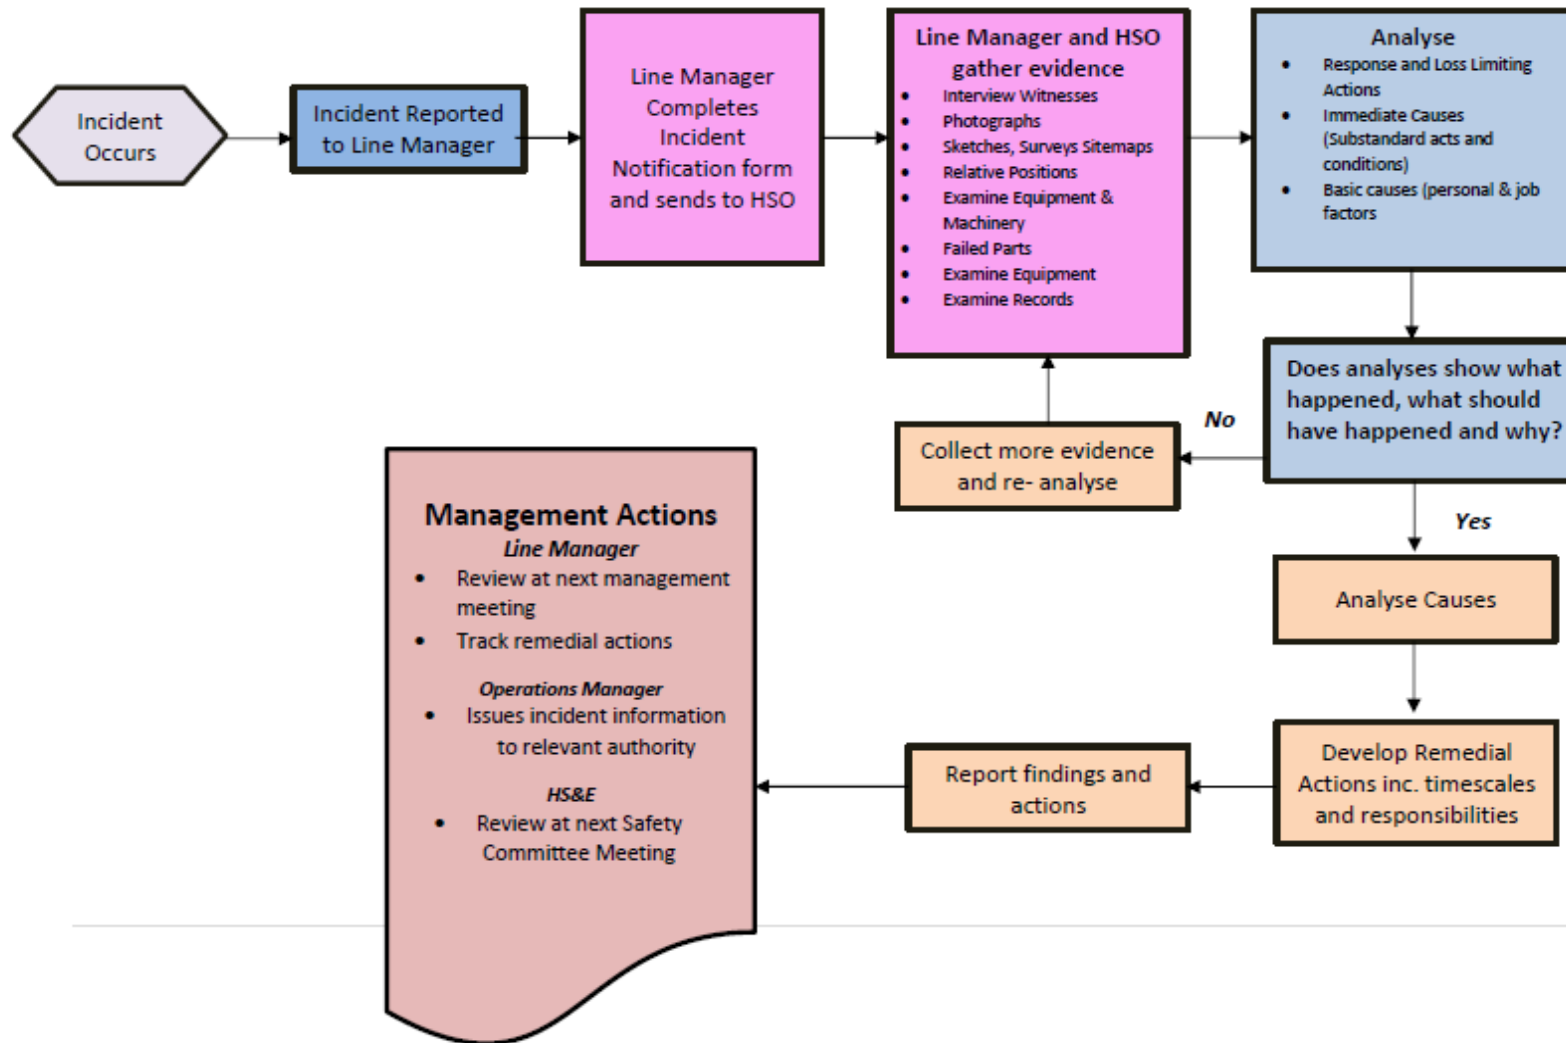 Incident
Occurs
Incident Reported
to Line Manager
Line Manager
Completes
Incident
Notification form
and sends to HSO
Line Manager and HSO
gather evidence
• Interview Witnesses
• Photographs
• Sketches, Surveys Sitemaps
• Relative Positions
• Examine Equipment &
Machinery
• Failed Parts
• Examine Equipment
• Examine Records
Analyse
• Response and Loss Limiting
Actions
• Immediate Causes
(Substandard acts and
conditions)
• Basic causes (personal & job
factors
Does analyses show what
happened, what should
have happened and why?
No
Collect more evidence
and re- analyse
Yes
Analyse Causes
Develop Remedial
Actions inc. timescales
and responsibilities
Report findings and
actions
Management Actions
Line Manager
• Review at next management
meeting
• Track remedial actions
Operations Manager
• Issues incident information
to relevant authority
HS&E
• Review at next Safety
Committee Meeting